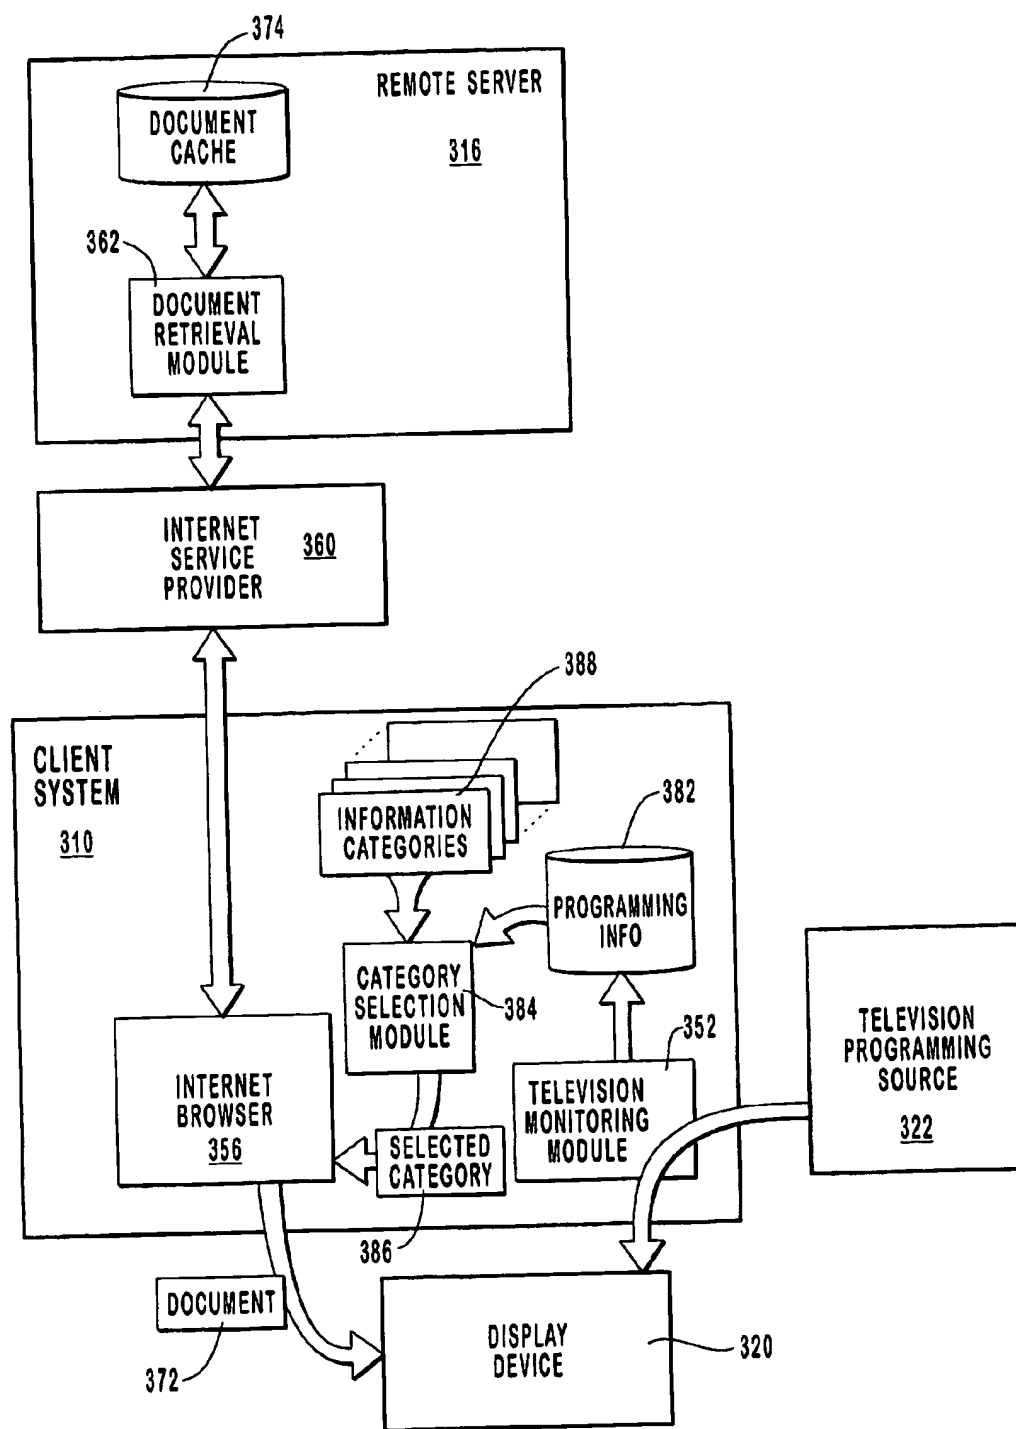 374
REMOTE SERVER
316
DOCUMENT
CACHE
362
DOCUMENT
RETRIEVAL
MODULE
INTERNET
SERVICE
PROVIDER
360
388
CLIENT
SYSTEM
310
INFORMATION
CATEGORIES
382
PROGRAMMING
INFO
CATEGORY
SELECTION
MODULE
384
352
TELEVISION
PROGRAMMING
SOURCE
322
INTERNET
BROWSER
356
TELEVISION
MONITORING
MODULE
SELECTED
CATEGORY
386
DOCUMENT
372
DISPLAY
DEVICE
320